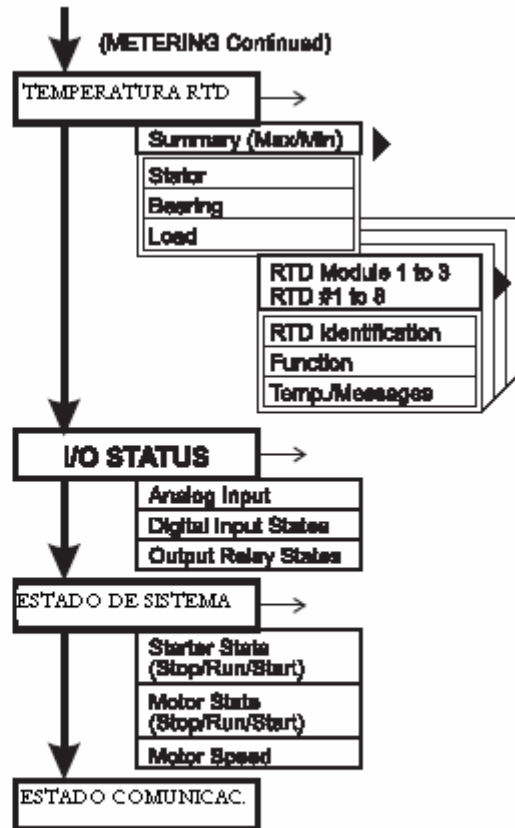 (METERING Continued)
TEMPERATURA RTD
Summary (Max/Min)
Stator
Bearing
Load
RTD Module 1 to 3
RTD #1 to 8
RTD Identification
Function
Temp./Messages
I/O STATUS
Analog Input
Digital Input States
Output Relay States
ESTADO DE SISTEMA
Starter State
(Stop/Run/Start)
Motor State
(Stop/Run/Start)
Motor Speed
ESTADO COMUNICAC.